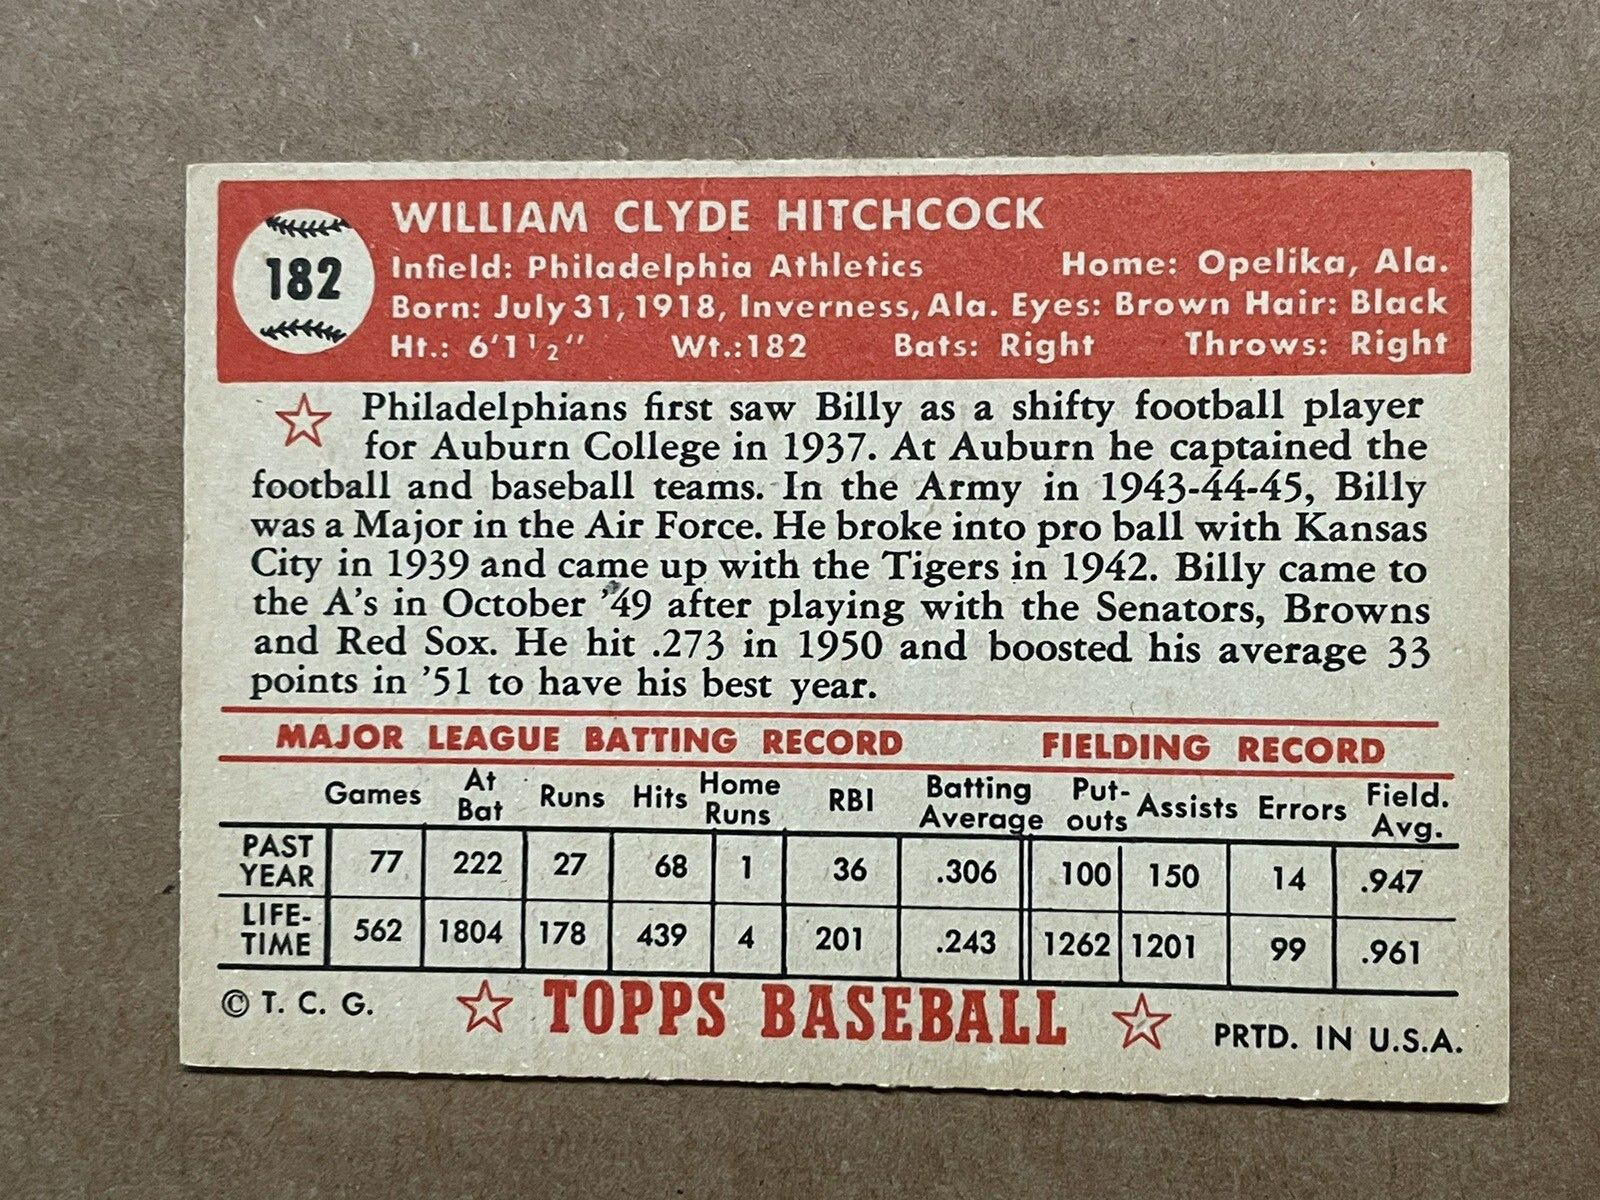 182
WILLIAM CLYDE HITCHCOCK
Infield: Philadelphia Athletics Home: Opelika, Ala.
Born: July 31, 1918, Inverness, Ala. Eyes: Brown Hair: Black
Ht.: 6'1½" Wt.:182 Bats: Right Throws: Right
Philadelphians first saw Billy as a shifty football player
for Auburn College in 1937. At Auburn he captained the
football and baseball teams. In the Army in 1943-44-45, Billy
was a Major in the Air Force. He broke into pro ball with Kansas
City in 1939 and came up with the Tigers in 1942. Billy came to
the A's in October '49 after playing with the Senators, Browns
and Red Sox. He hit .273 in 1950 and boosted his average 33
points in '51 to have his best year.
MAJOR LEAGUE BATTING RECORD FIELDING RECORD
Games At Bat Runs Hits Home Runs RBI Batting Average Put-outs Assists Errors Field. Avg.
PAST YEAR 77 222 27 68 1 36 .306 100 150 14 .947
LIFE-TIME 562 1804 178 439 4 201 .243 1262 1201 99 .961
© T. C. G. TOPPS BASEBALL PRTD. IN U.S.A.